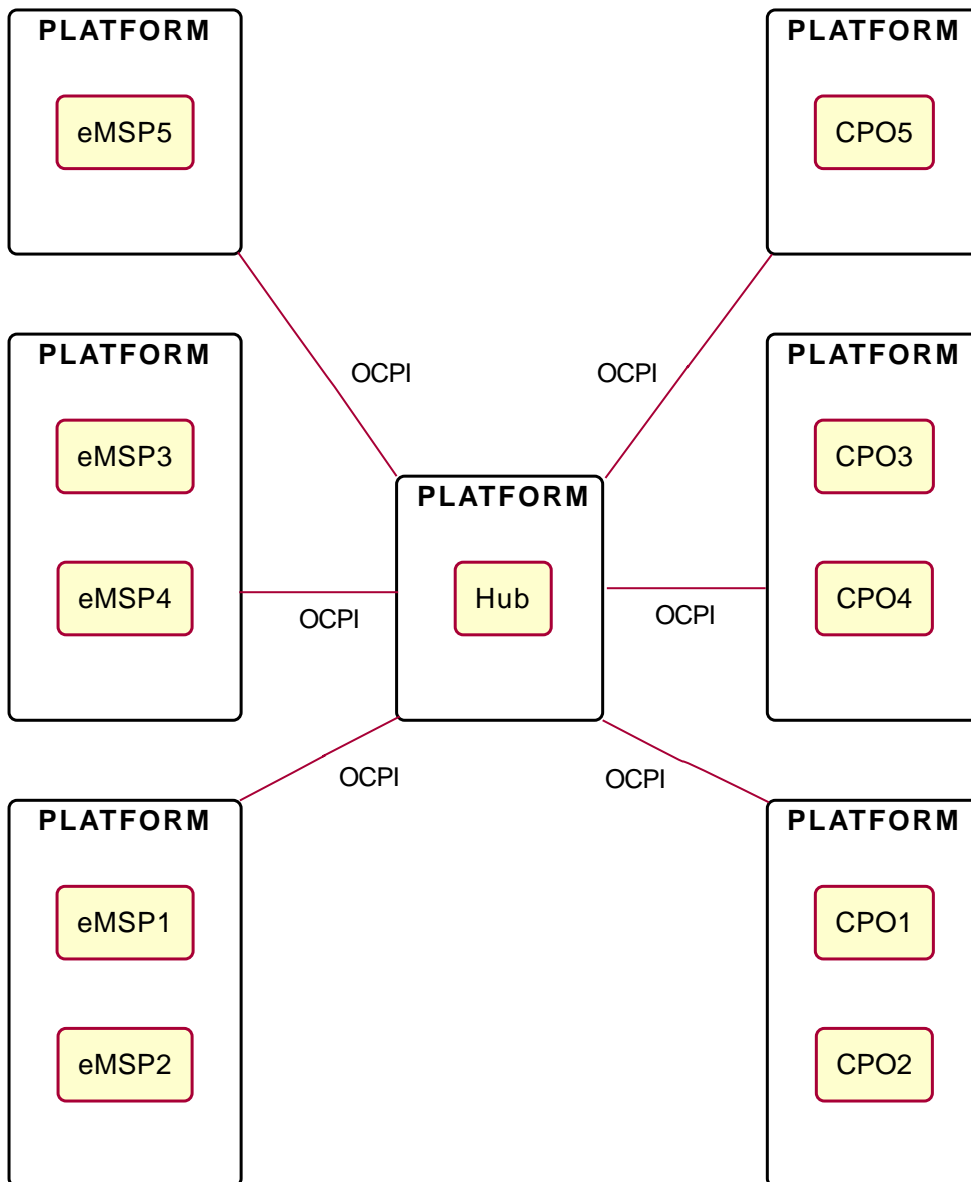 PLATFORM
eMSP5
PLATFORM
CPO5
OCPI
OCPI
PLATFORM
eMSP3
eMSP4
PLATFORM
Hub
PLATFORM
CPO3
CPO4
OCPI
OCPI
OCPI
OCPI
PLATFORM
eMSP1
eMSP2
PLATFORM
CPO1
CPO2